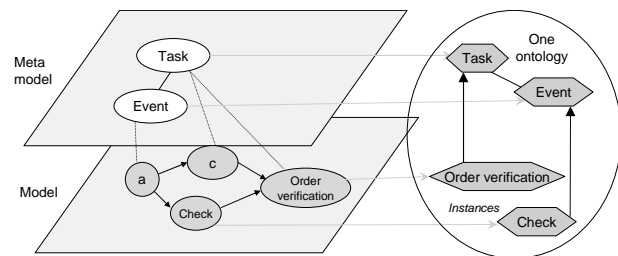 Meta
model
Task
Event
Model
a
c
Check
Order
verification
One
ontology
Task
Event
Order verification
Instances
Check